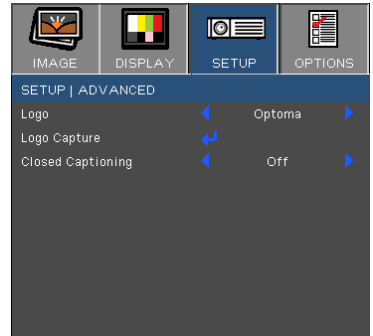 IMAGE DISPLAY SETUP OPTIONS
SETUP | ADVANCED
Logo Optoma
Logo Capture
Closed Captioning Off